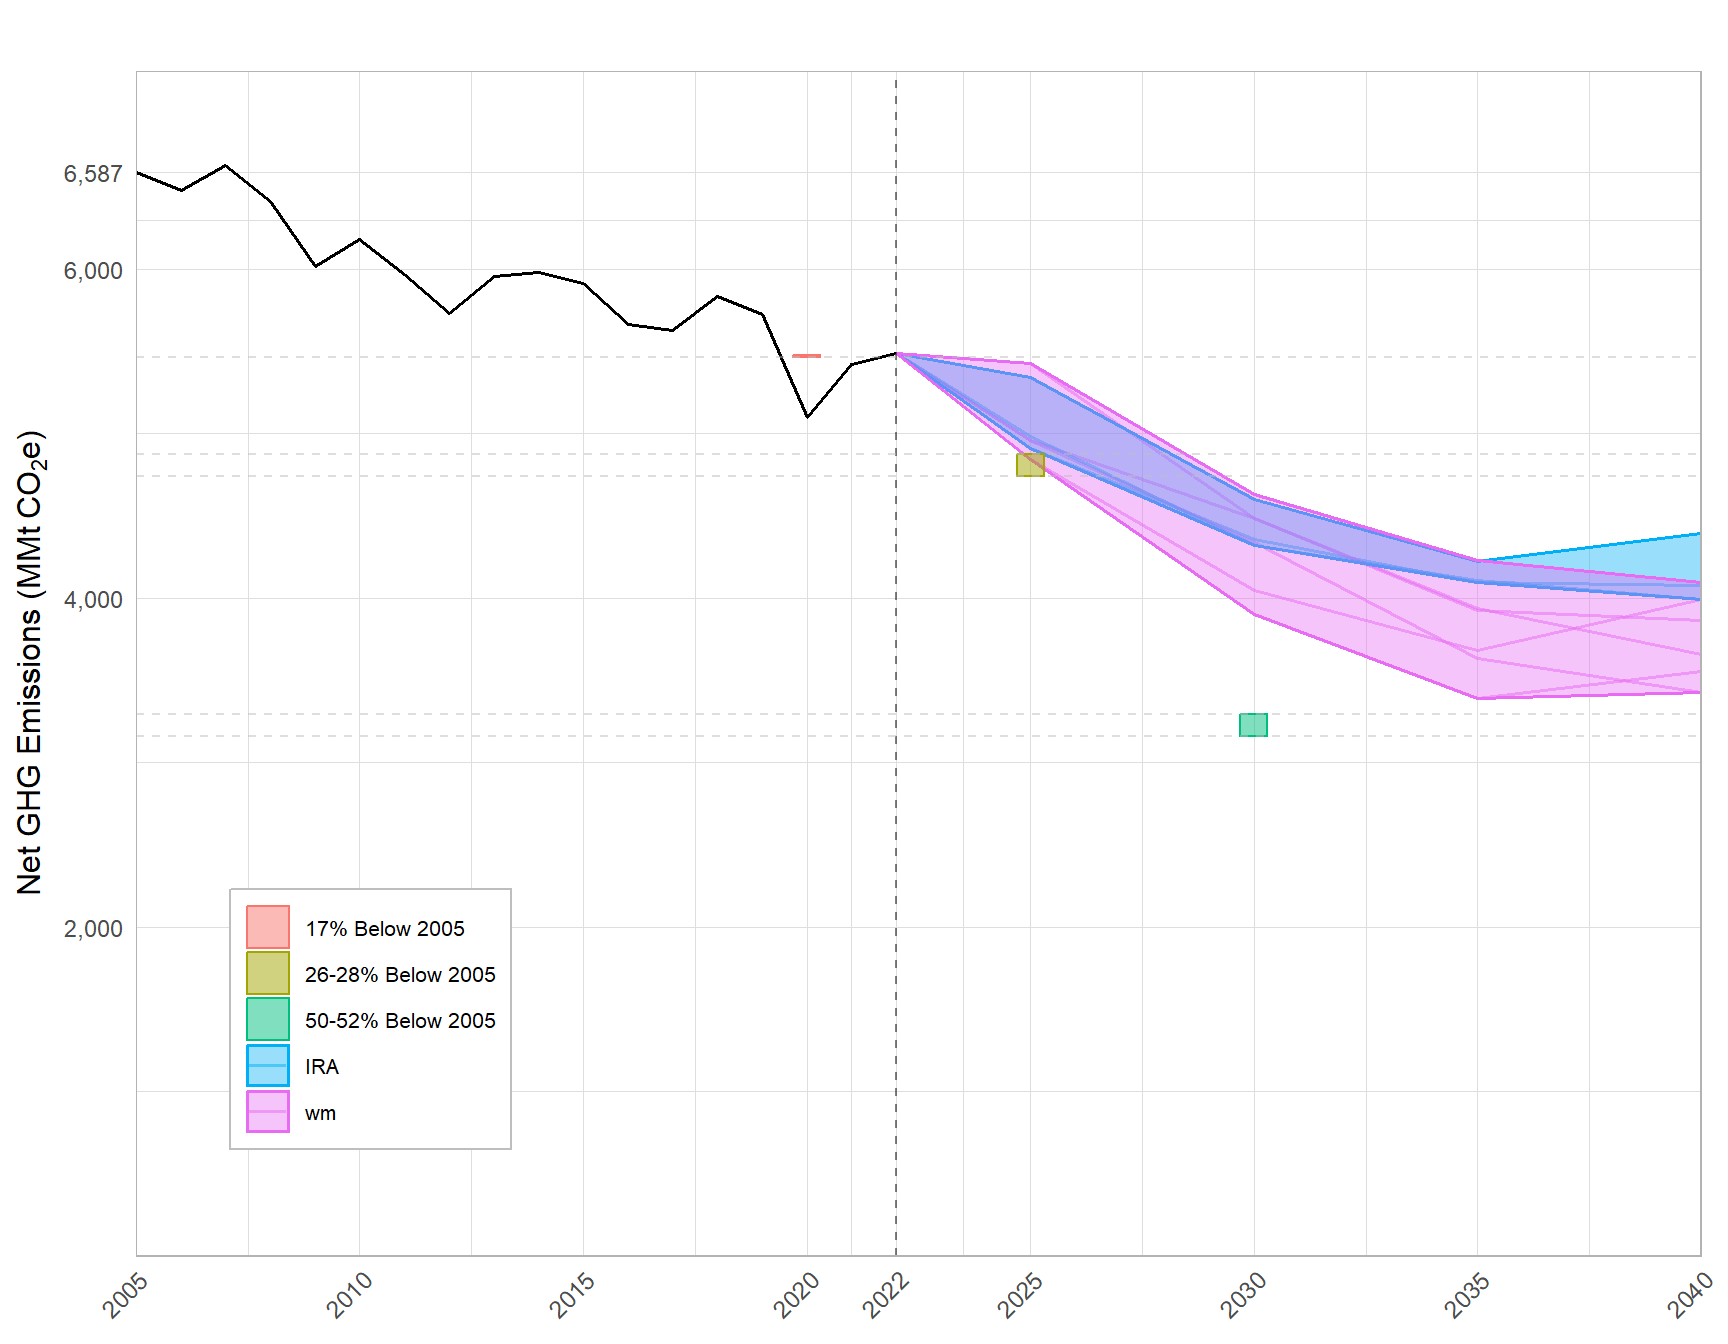 Net GHG Emissions (MMt CO₂e)
6,587
6,000
4,000
2,000
17% Below 2005
26-28% Below 2005
50-52% Below 2005
IRA
wm
2005 2010 2015 2020 2022 2025 2030 2035 2040